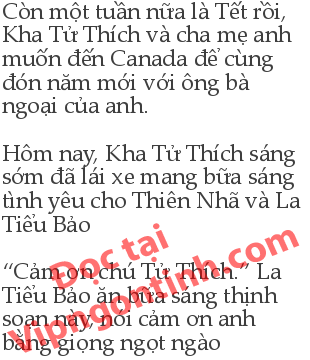 Còn một tuần nữa là Tết rồi,
Kha Tử Thích và cha mẹ anh
muốn đến Canada để cùng
đón năm mới với ông bà
ngoại của anh.
Hôm nay, Kha Tử Thích sáng
sớm đã lái xe mang bữa sáng
tình yêu cho Thiên Nhã và La
Tiểu Bảo
“Cảm ơn chú Tử Thích.” La
Tiểu Bảo ăn bữa sáng thịnh
soạn này, nói cảm ơn anh
bằng giọng ngọt ngào
Đọc tại
Vipngontinh.com